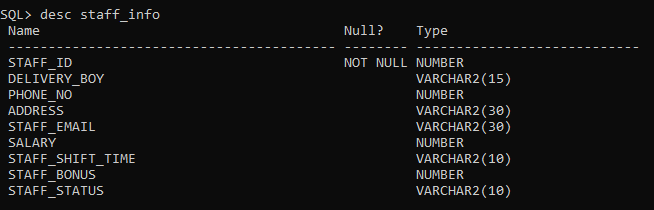 SQL> desc staff_info
Name Null? Type
----------------------------------------- -------- ----------------------------
STAFF_ID NOT NULL NUMBER
DELIVERY_BOY VARCHAR2(15)
PHONE_NO NUMBER
ADDRESS VARCHAR2(30)
STAFF_EMAIL VARCHAR2(30)
SALARY NUMBER
STAFF_SHIFT_TIME VARCHAR2(10)
STAFF_BONUS NUMBER
STAFF_STATUS VARCHAR2(10)